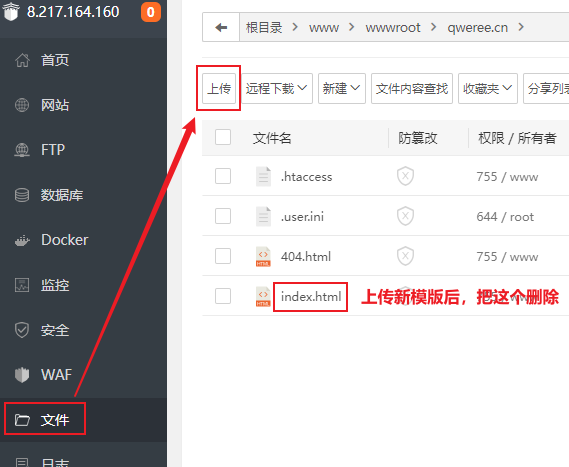 8.217.164.160 0
根目录 > www > wwwroot > qweree.cn >
首页
上传 远程下载 新建 文件内容查找 收藏夹 分享列表
网站
文件名 防篡改 权限 / 所有者
FTP
.htaccess 755 / www
数据库
.user.ini 644 / root
Docker
404.html 755 / www
监控
index.html 上传新模版后，把这个删除
安全
WAF
文件
日志